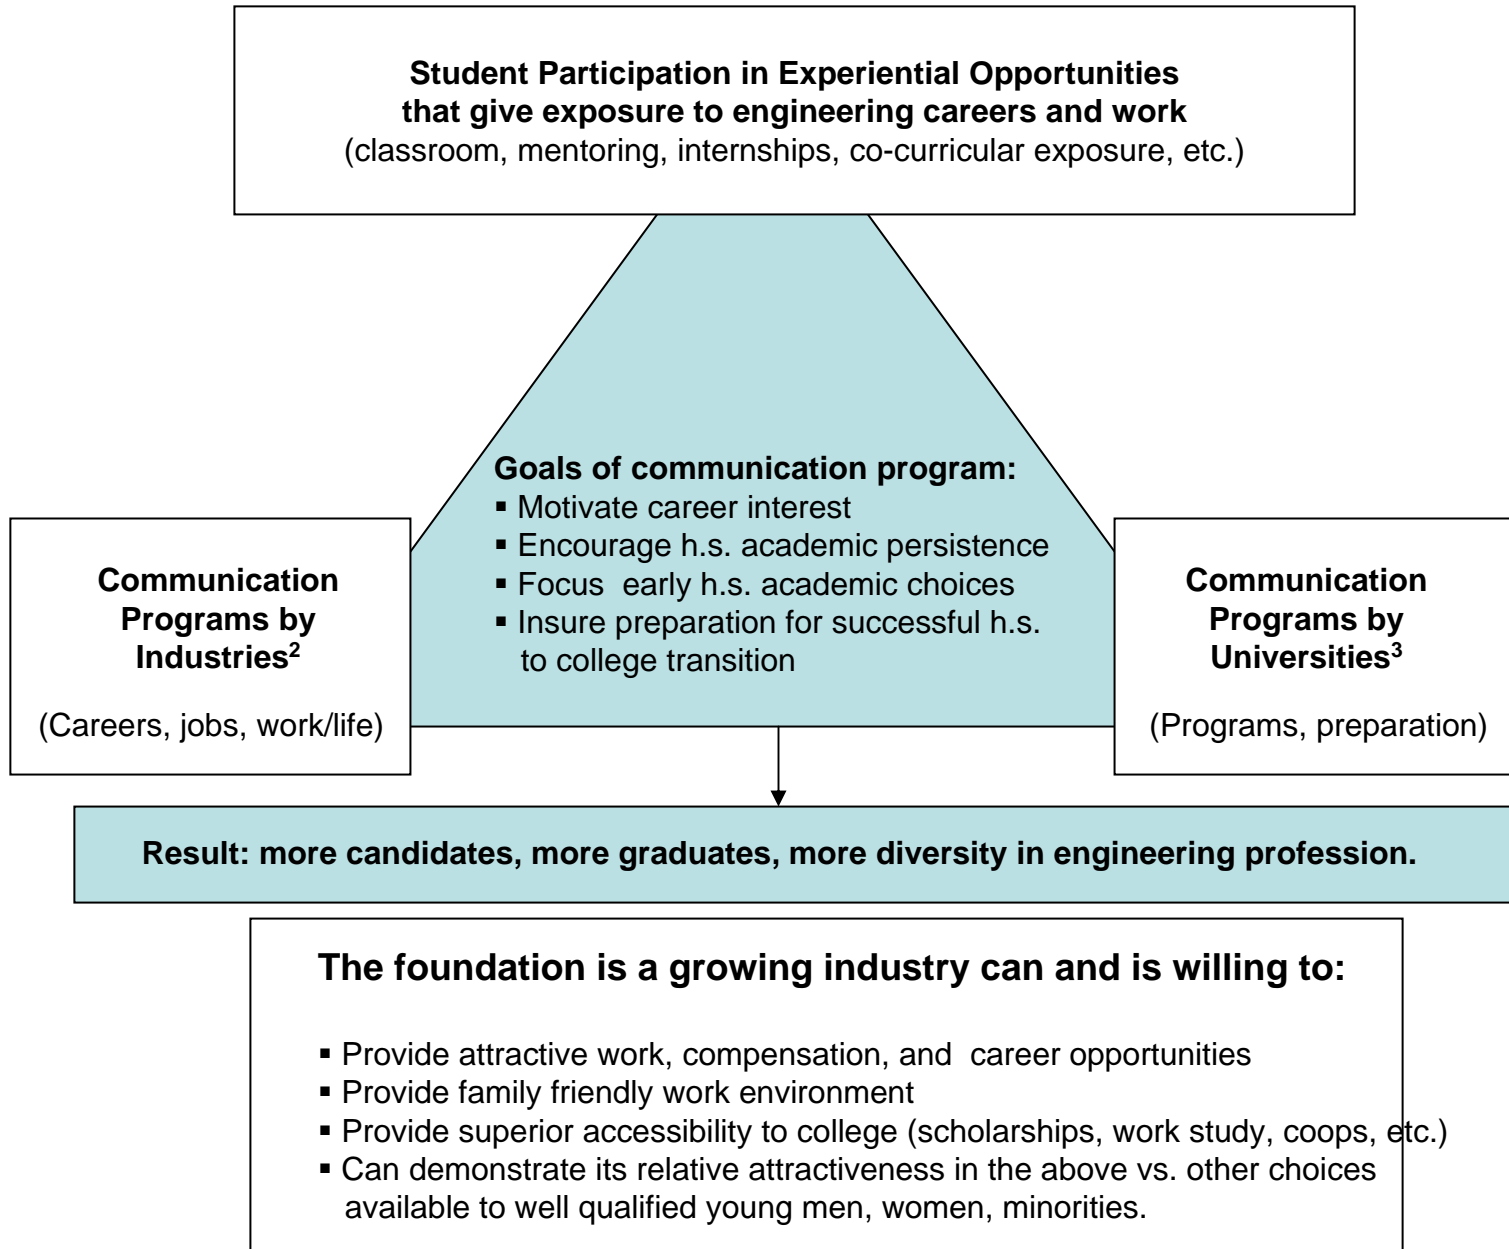 Student Participation in Experiential Opportunities
that give exposure to engineering careers and work
(classroom, mentoring, internships, co-curricular exposure, etc.)
Goals of communication program:
▪ Motivate career interest
▪ Encourage h.s. academic persistence
▪ Focus  early h.s. academic choices
▪ Insure preparation for successful h.s.
to college transition
Communication
Programs by
Industries²
(Careers, jobs, work/life)
Communication
Programs by
Universities³
(Programs, preparation)
Result: more candidates, more graduates, more diversity in engineering profession.
The foundation is a growing industry can and is willing to:
▪ Provide attractive work, compensation, and  career opportunities
▪ Provide family friendly work environment
▪ Provide superior accessibility to college (scholarships, work study, coops, etc.)
▪ Can demonstrate its relative attractiveness in the above vs. other choices
available to well qualified young men, women, minorities.